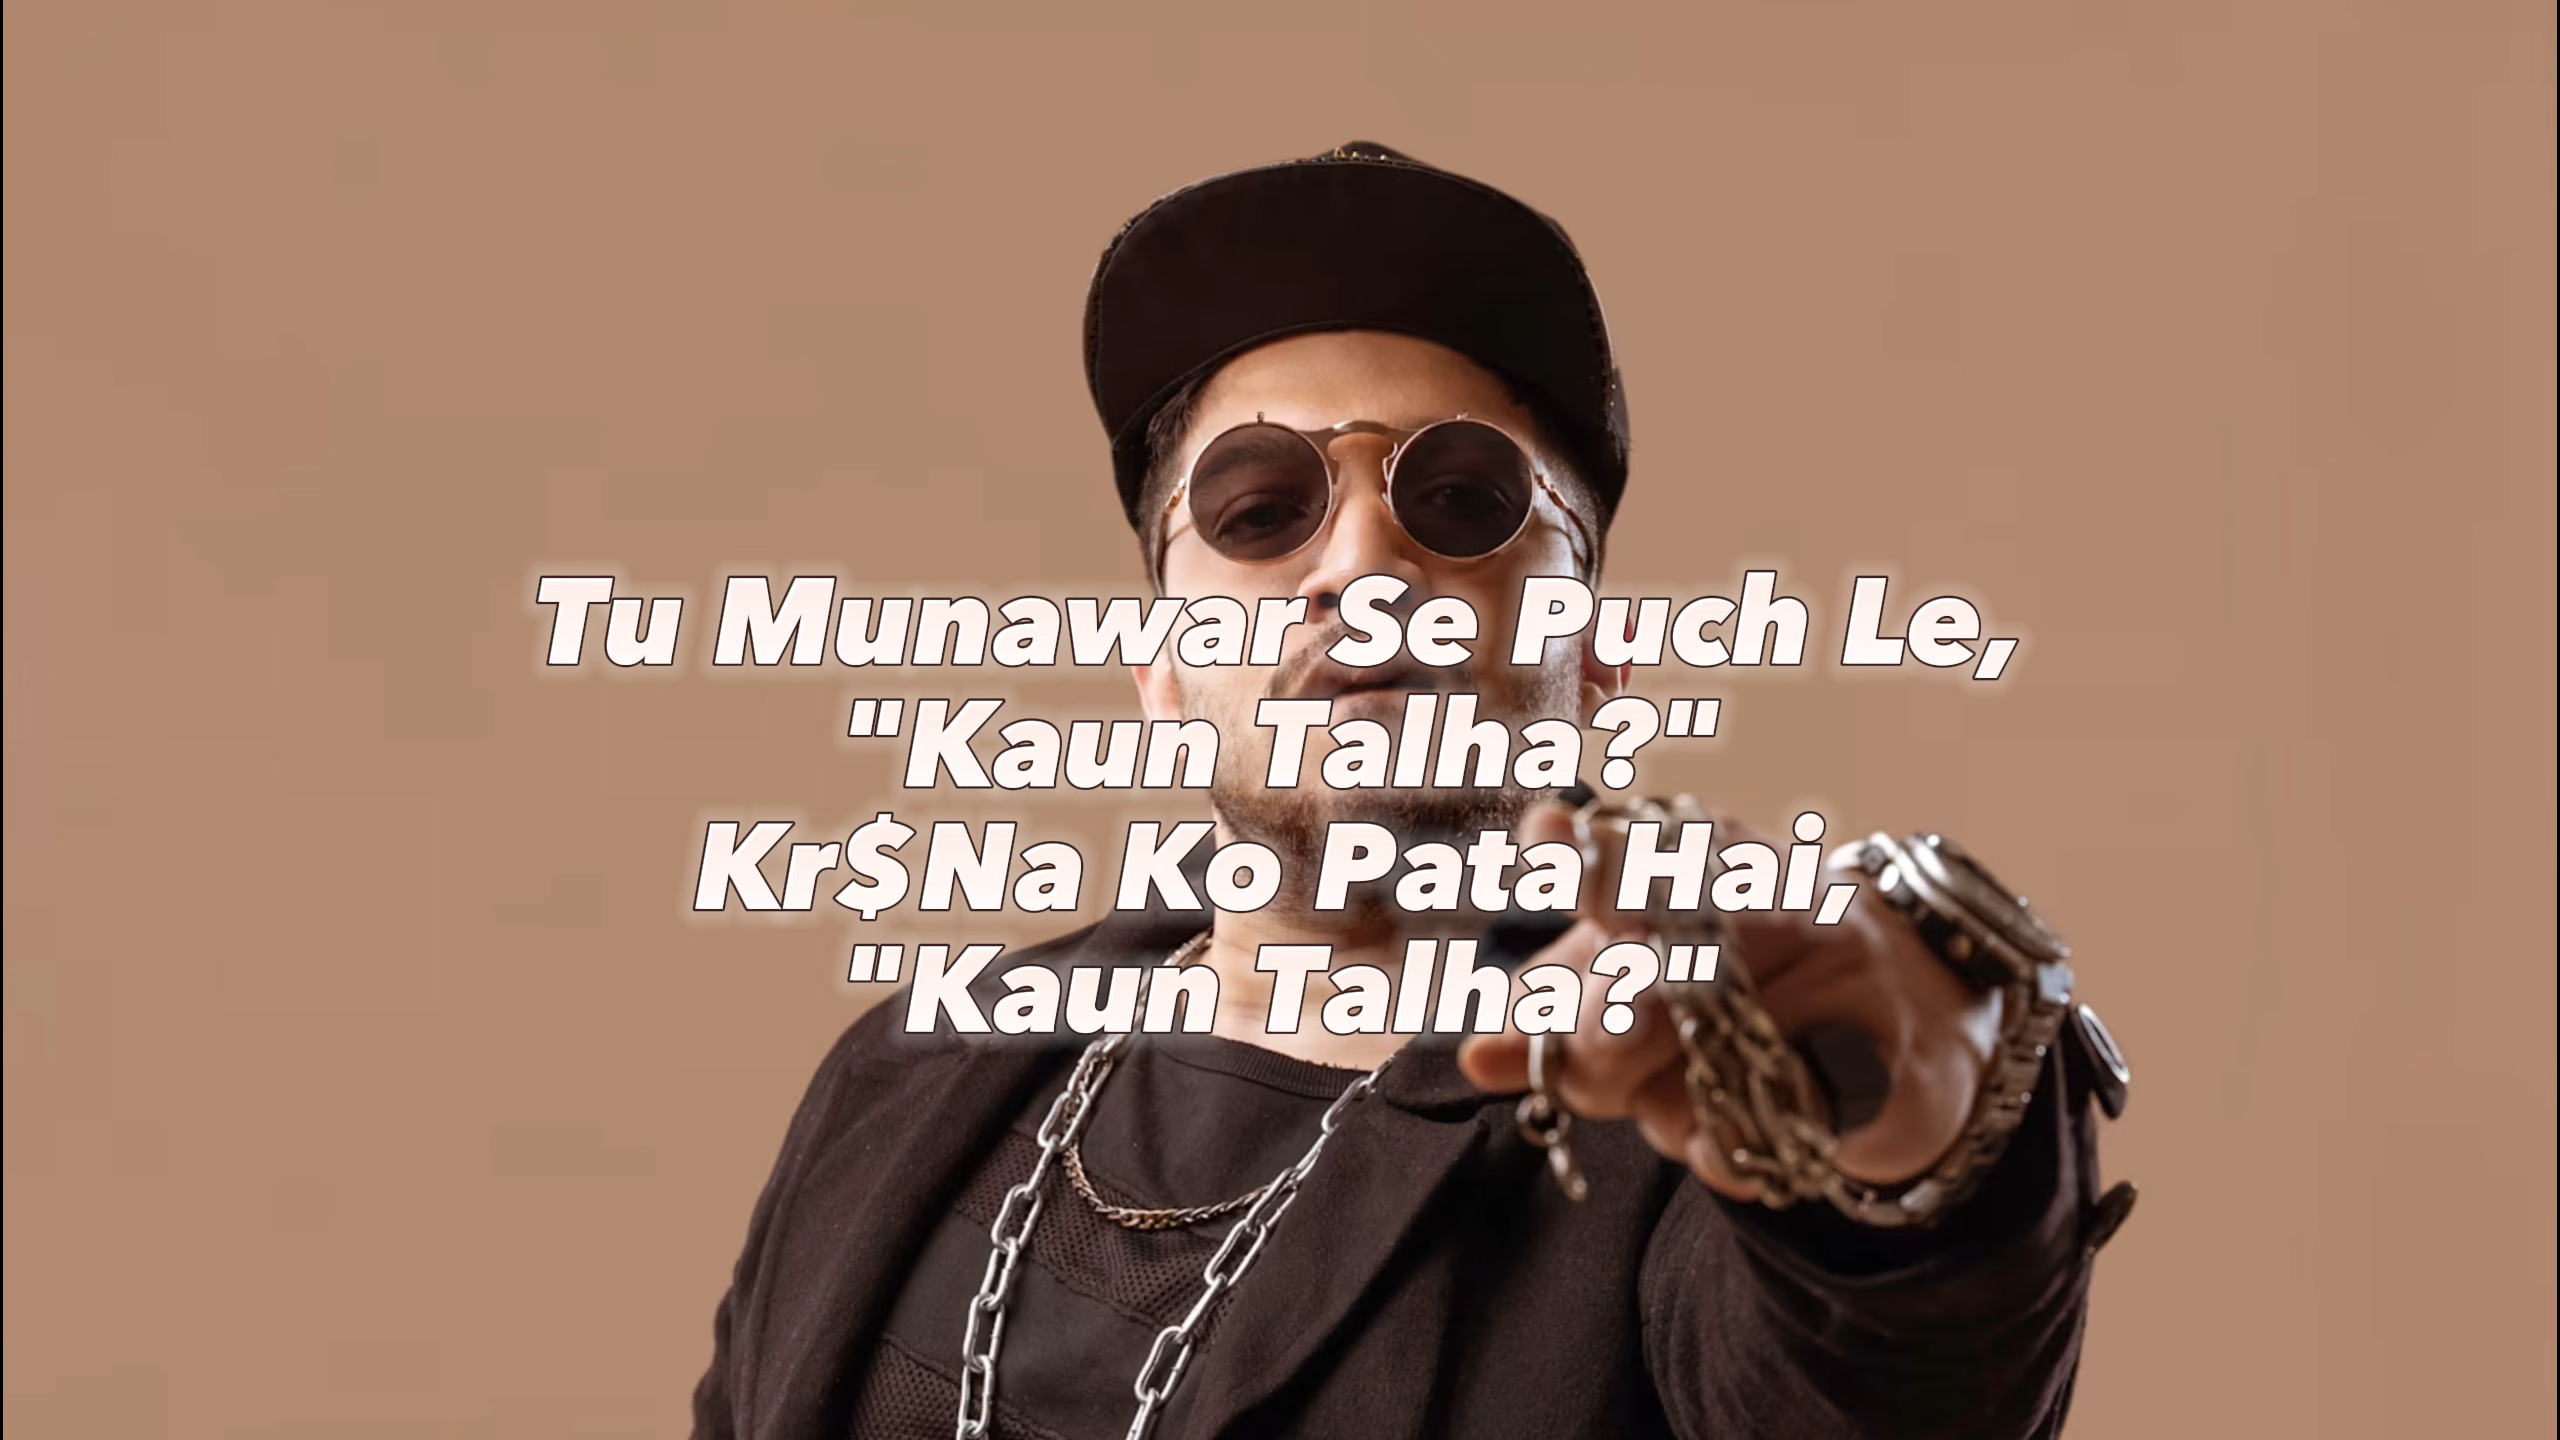 Tu Munawar Se Puch Le,
"Kaun Talha?"
Kr$Na Ko Pata Hai,
"Kaun Talha?"